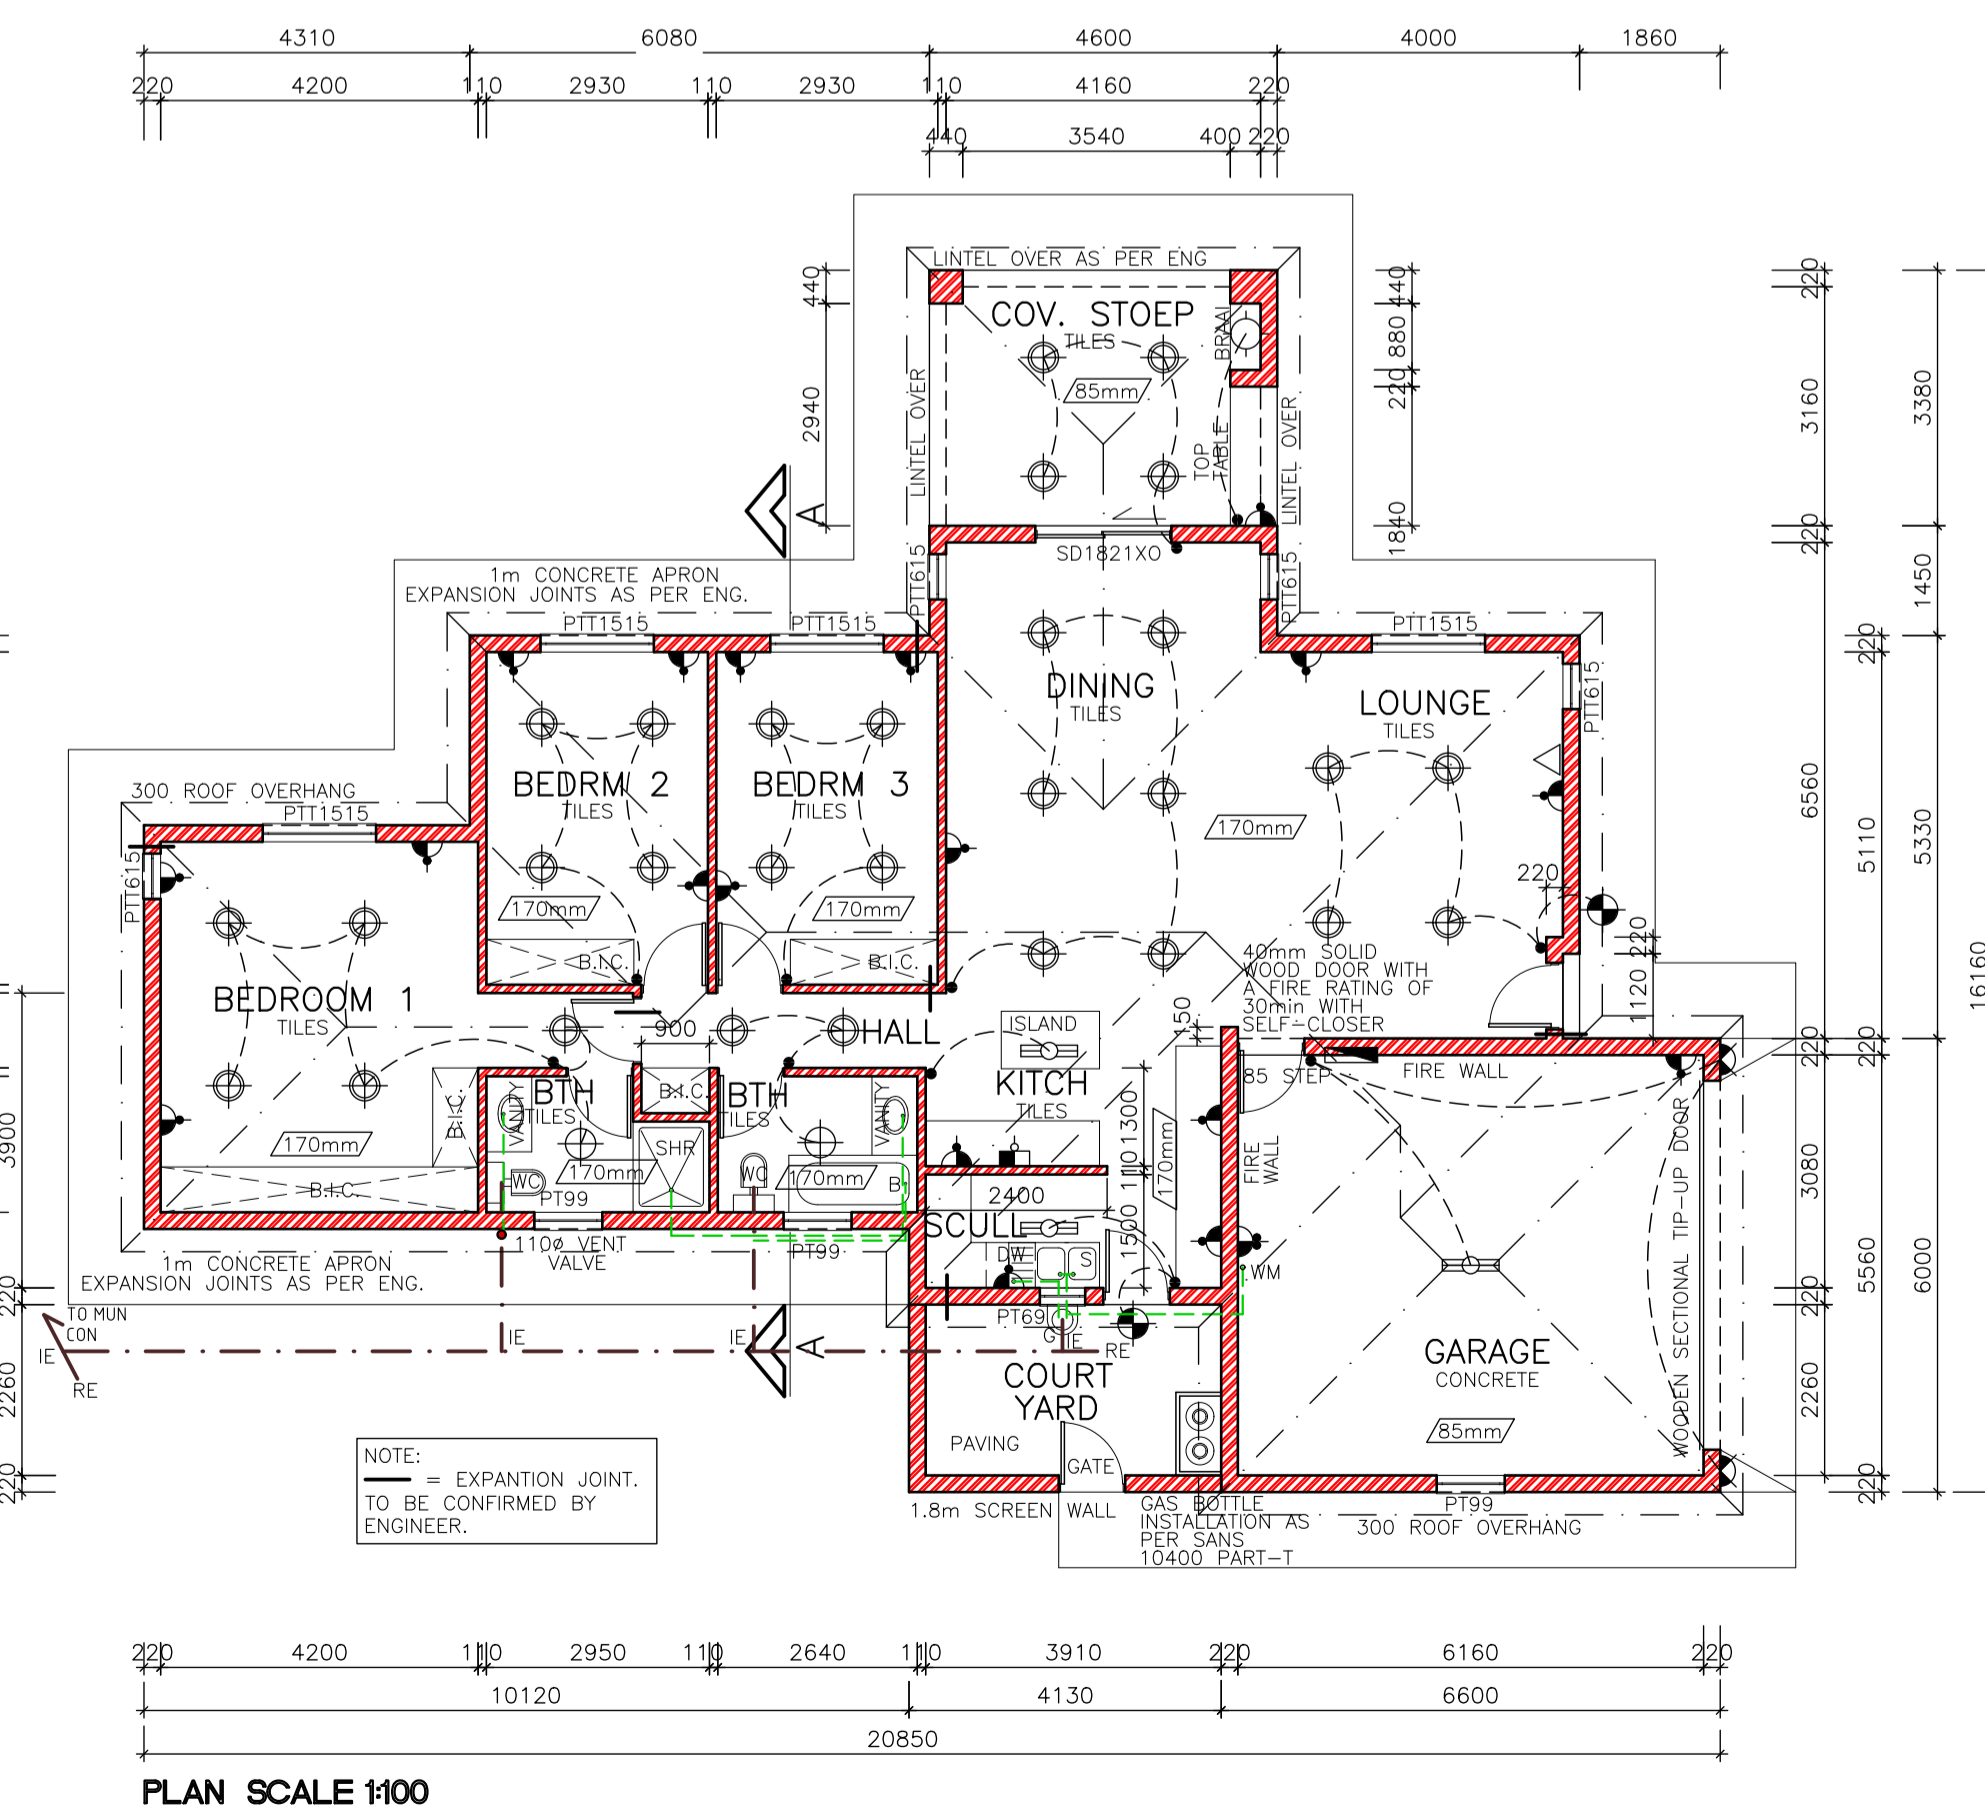 4310 6080 4600 4000 1860
220 4200 110 2930 110 2930 110 4160 220
440 3540 400 220
LINTEL OVER AS PER ENG
COV. STOEP
TILES
85mm
BRAAI
TOP
TABLE
LINTEL OVER
LINTEL OVER
440
2940
440
880
220
1840
220
3160
220
1450
220
3380
A
SD1821XO
PTT615
PTT615
1m CONCRETE APRON
EXPANSION JOINTS AS PER ENG.
PTT1515
PTT1515
PTT1515
PTT615
DINING
TILES
LOUNGE
TILES
170mm
BEDRM 2
TILES
170mm
B.I.C.
BEDRM 3
TILES
170mm
B.I.C.
300 ROOF OVERHANG
PTT1515
PTT615
BEDROOM 1
TILES
170mm
B.I.C.
B.I.C.
220
220
1120
6560
5110
5330
16160
40mm SOLID
WOOD DOOR WITH
A FIRE RATING OF
30min WITH
SELF-CLOSER
900
HALL
ISLAND
150
KITCH
TILES
BTH
TILES
VANITY
WC
170mm
PT99
SHR
B.I.C.
BTH
TILES
VANITY
WC
170mm
B
PT99
1300
110
1500
170mm
2400
SCULL
DW
S
85 STEP
FIRE WALL
FIRE
WALL
WM
WOODEN SECTIONAL TIP-UP DOOR
220
220
3080
220
2260
220
5560
220
6000
3900
220
2260
220
110ø VENT
VALVE
1m CONCRETE APRON
EXPANSION JOINTS AS PER ENG.
TO MUN
CON
IE
RE
IE
IE
A
PT69
G
IE
RE
COURT
YARD
PAVING
GATE
GARAGE
CONCRETE
85mm
PT99
1.8m SCREEN WALL
GAS BOTTLE
INSTALLATION AS
PER SANS
10400 PART-T
300 ROOF OVERHANG
NOTE:
= EXPANTION JOINT.
TO BE CONFIRMED BY
ENGINEER.
220 4200 110 2950 110 2640 110 3910 220 6160 220
10120 4130 6600
20850
PLAN SCALE 1:100